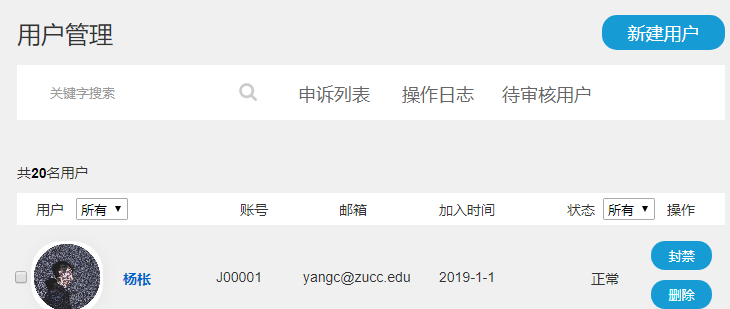 用户管理 新建用户
关键字搜索 申诉列表 操作日志 待审核用户
共20名用户
用户 所有 账号 邮箱 加入时间 状态 所有 操作
杨枨 J00001 yangc@zucc.edu 2019-1-1 正常 封禁
删除